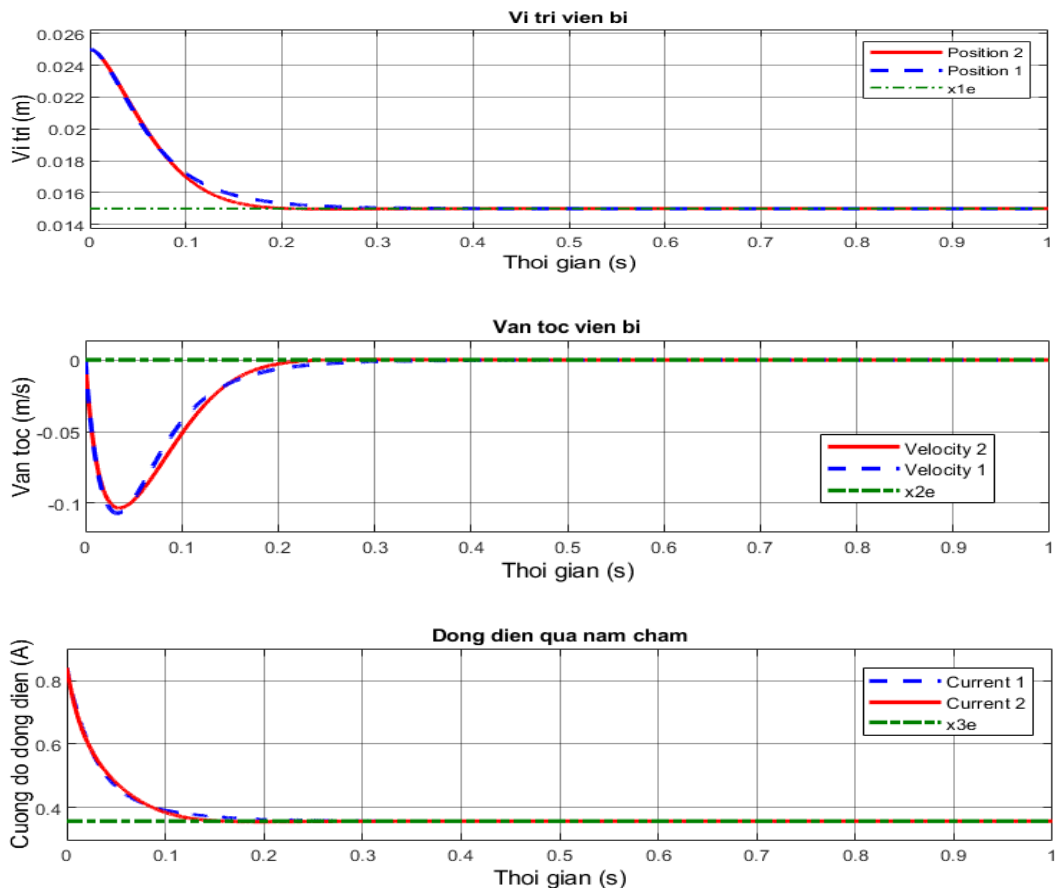 Vi tri vien bi
Vi tri (m)
0.026
0.024
0.022
0.02
0.018
0.016
0.014
Position 2
Position 1
x1e
0 0.1 0.2 0.3 0.4 0.5 0.6 0.7 0.8 0.9 1
Thoi gian (s)
Van toc vien bi
Van toc (m/s)
0
-0.05
-0.1
Velocity 2
Velocity 1
x2e
0 0.1 0.2 0.3 0.4 0.5 0.6 0.7 0.8 0.9 1
Thoi gian (s)
Dong dien qua nam cham
Cuong do dong dien (A)
0.8
0.6
0.4
Current 1
Current 2
x3e
0 0.1 0.2 0.3 0.4 0.5 0.6 0.7 0.8 0.9 1
Thoi gian (s)